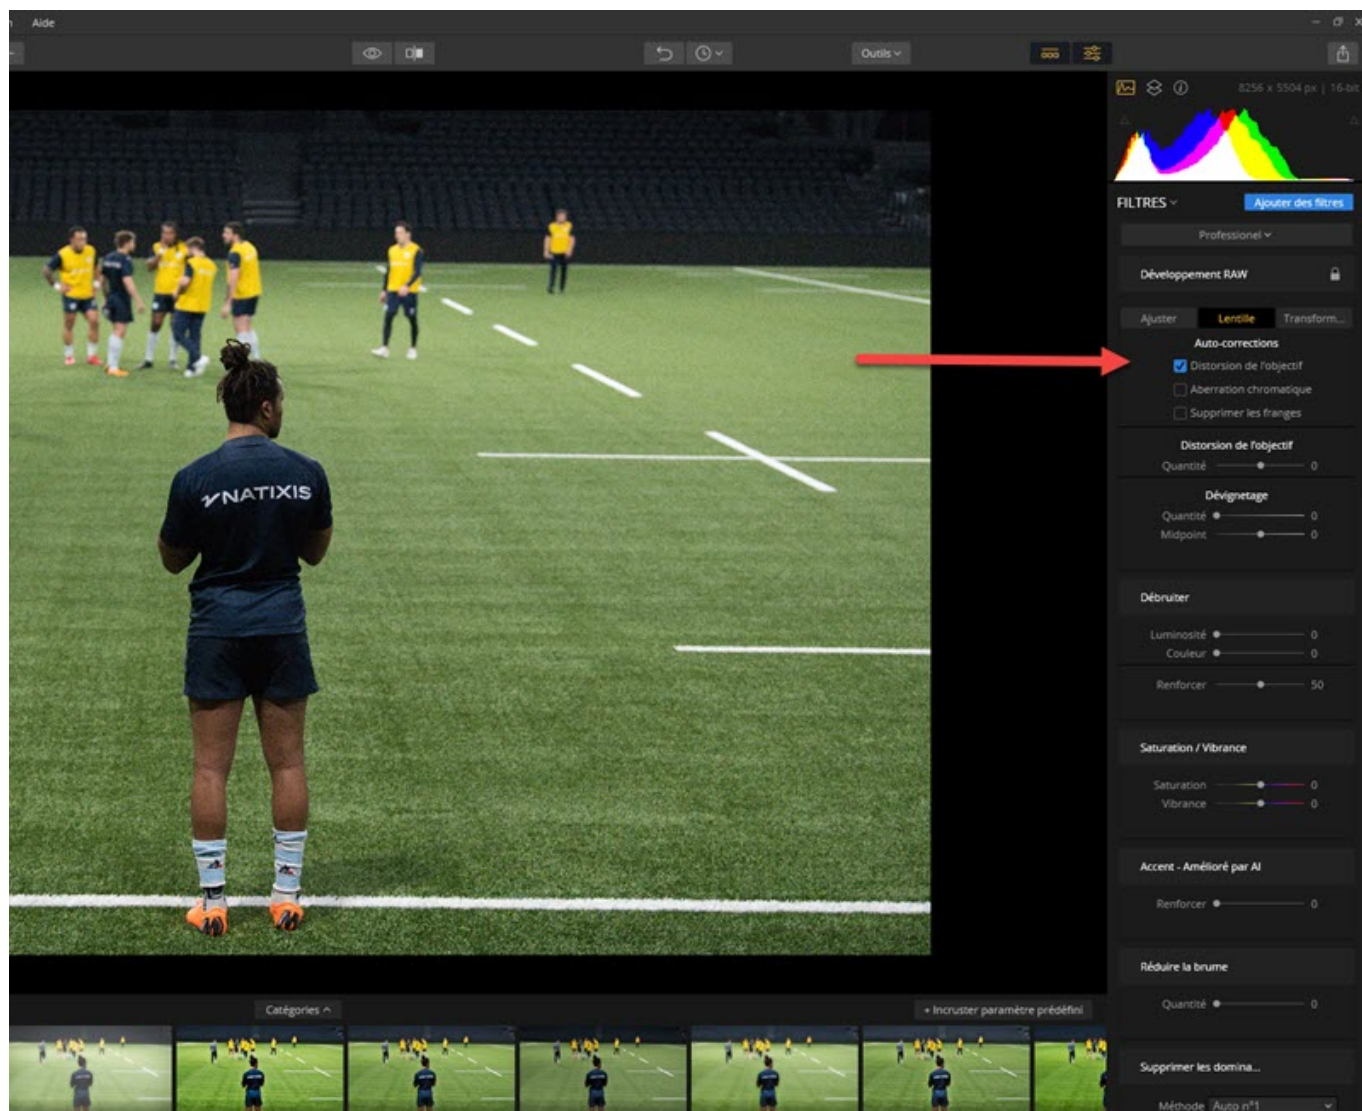 Aide
Outils
8256 x 5504 px | 16-bit
FILTRES
Ajouter des filtres
Professionel
Développement RAW
Ajuster
Lentille
Transform...
Auto-corrections
Distorsion de l'objectif
Aberration chromatique
Supprimer les franges
Distorsion de l'objectif
Quantité 0
Dévignetage
Quantité 0
Midpoint 0
Débruiter
Luminosité 0
Couleur 0
Renforcer 50
Saturation / Vibrance
Saturation 0
Vibrance 0
Accent - Amélioré par AI
Renforcer 0
Réduire la brume
Quantité 0
Supprimer les domina...
Méthode Auto n°1
NATIXIS
Catégories
+ Incruster paramètre prédéfini